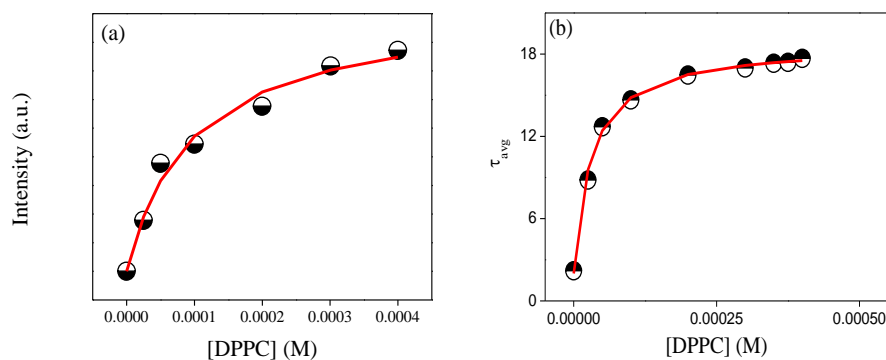 (a)
Intensity (a.u.)
0.0000 0.0001 0.0002 0.0003 0.0004
[DPPC] (M)
(b)
18
12
6
0
τavg
0.00000 0.00025 0.00050
[DPPC] (M)